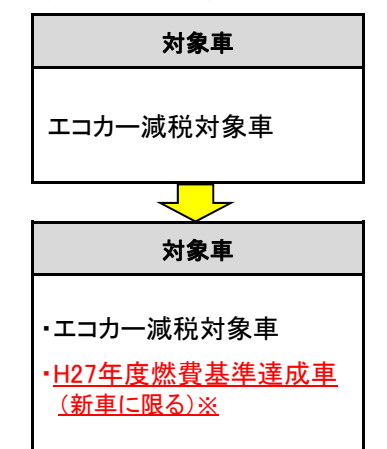 対象車
エコカー減税対象車
対象車
・エコカー減税対象車
・H27年度燃費基準達成車
（新車に限る）※